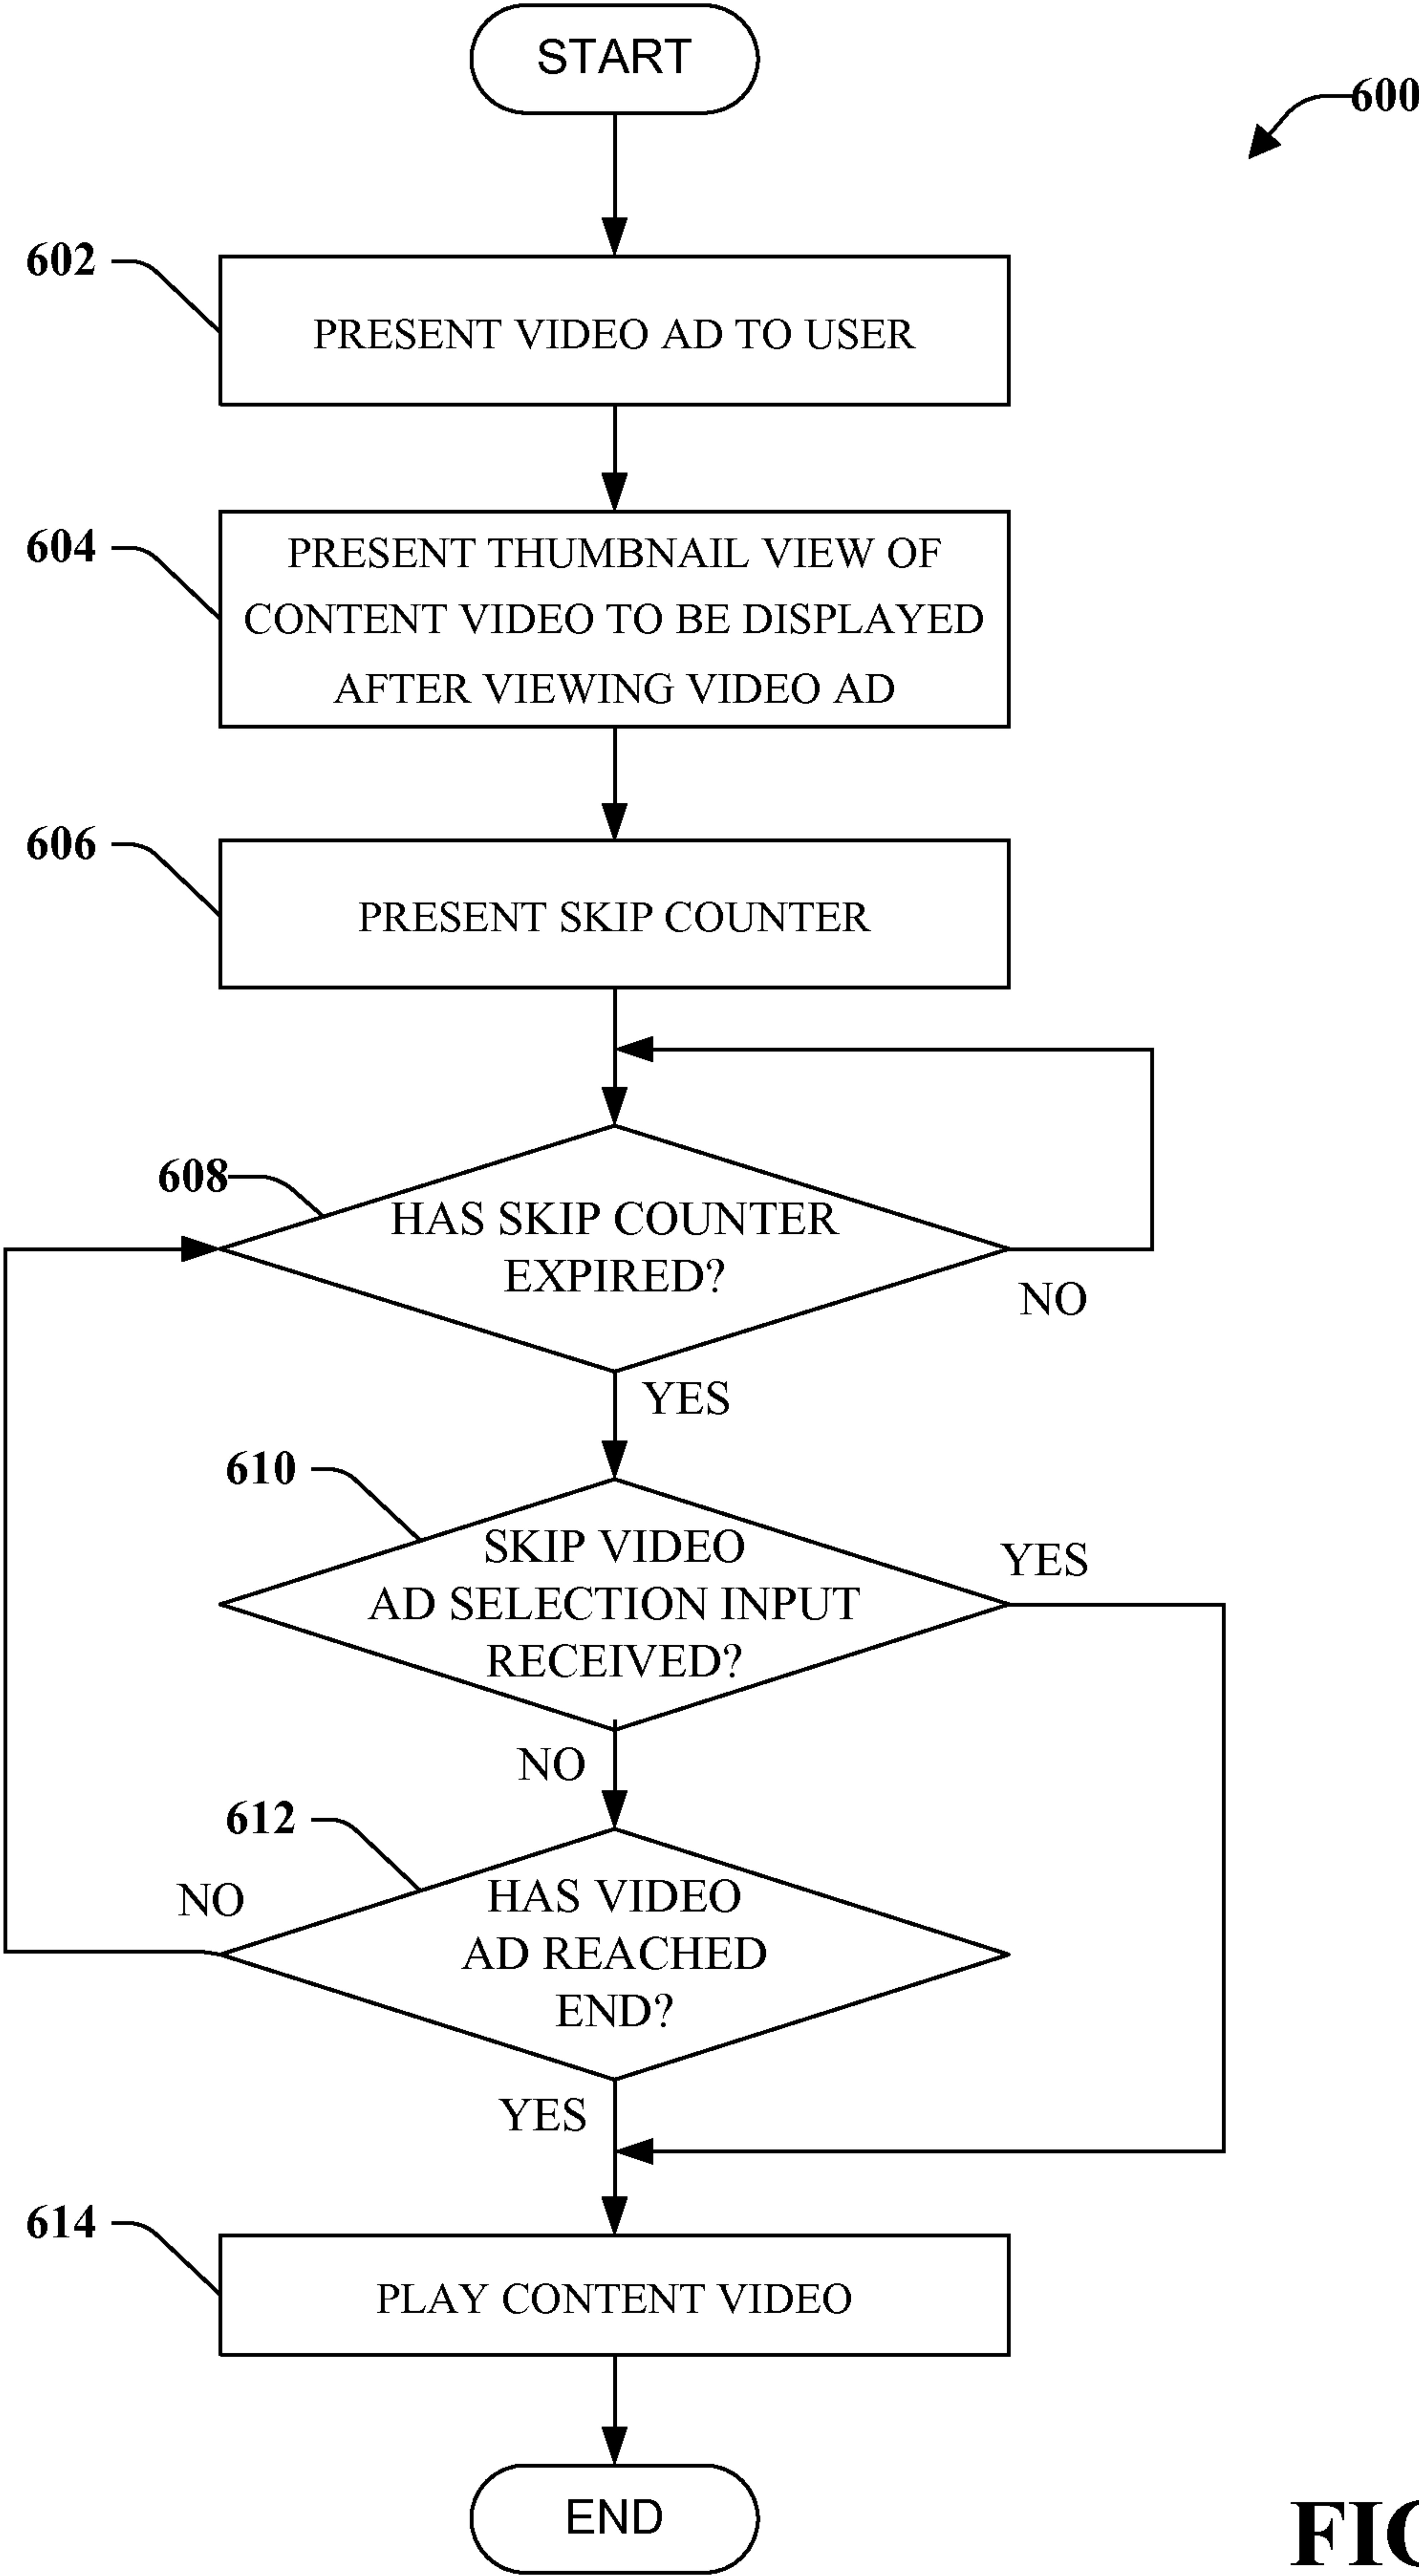 START
600
602
PRESENT VIDEO AD TO USER
604
PRESENT THUMBNAIL VIEW OF
CONTENT VIDEO TO BE DISPLAYED
AFTER VIEWING VIDEO AD
606
PRESENT SKIP COUNTER
608
HAS SKIP COUNTER
EXPIRED?
NO
YES
610
SKIP VIDEO
AD SELECTION INPUT
RECEIVED?
YES
NO
612
HAS VIDEO
AD REACHED
END?
NO
YES
614
PLAY CONTENT VIDEO
END